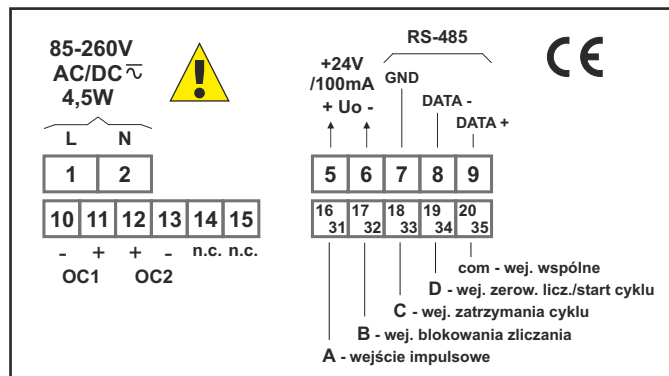 85-260V
AC/DC
4,5W
L N
1 2
10 11 12 13 14 15
- + + - n.c. n.c.
OC1 OC2
RS-485
+24V
/100mA
+ Uo -
GND
DATA -
DATA +
CE
5 6 7 8 9
16 17 18 19 20
31 32 33 34 35
com - wej. wspólne
D - wej. zerow. licz./start cyklu
C - wej. zatrzymania cyklu
B - wej. blokowania zliczania
A - wejście impulsowe